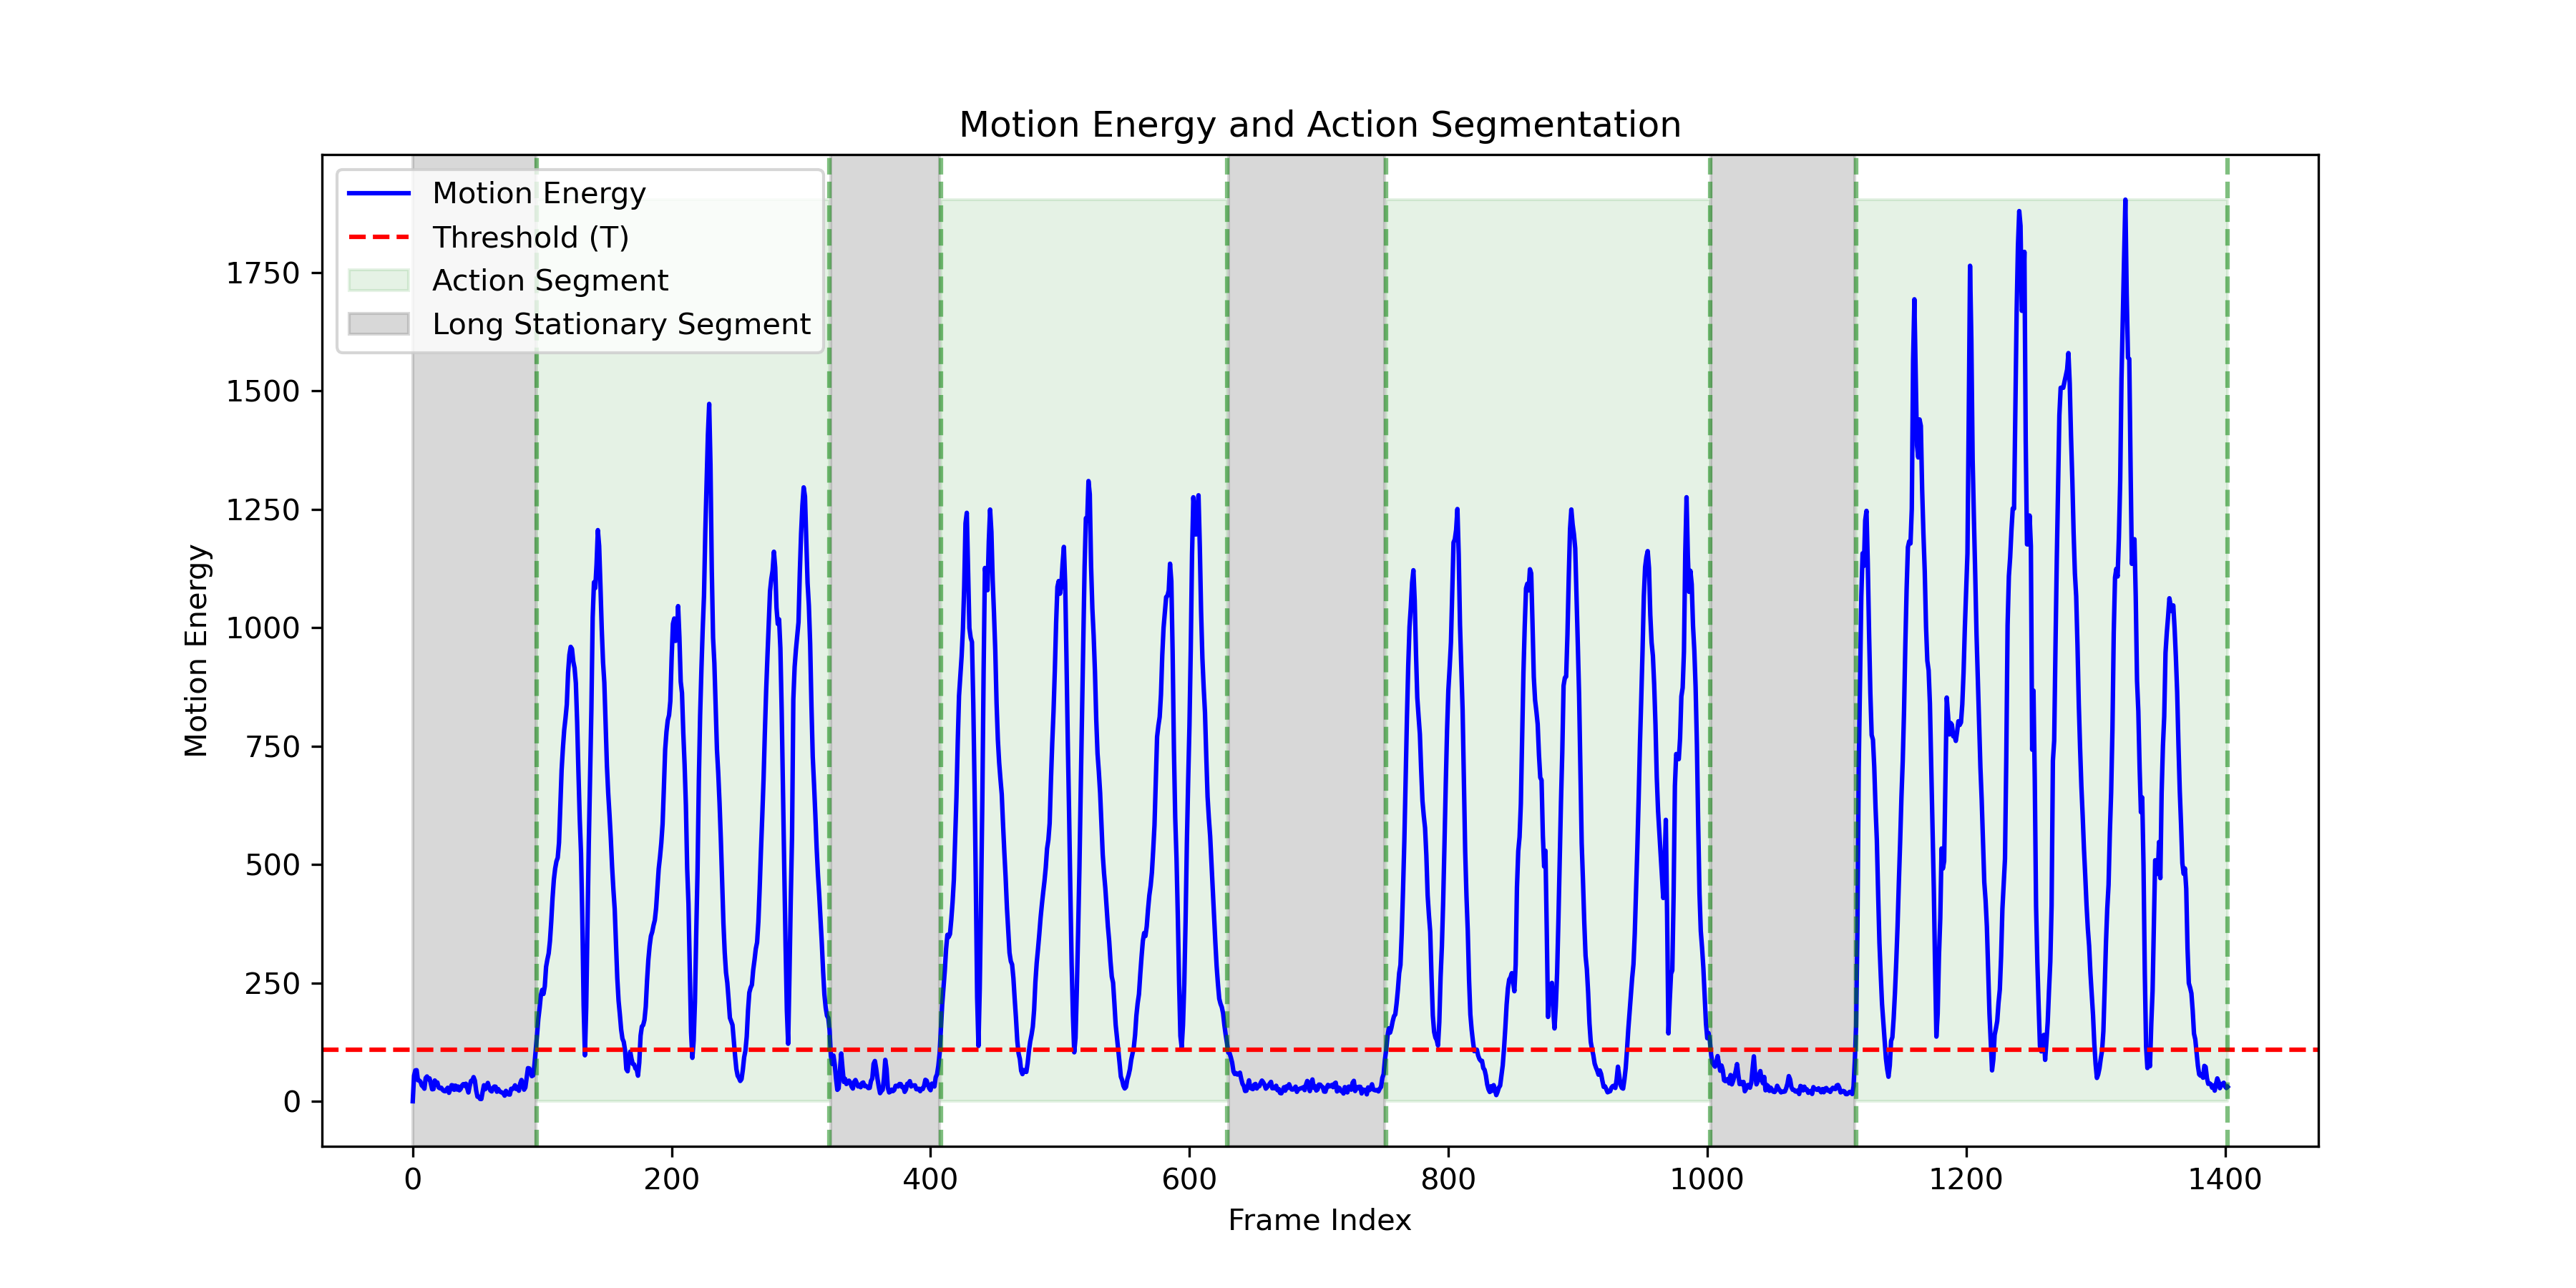 Motion Energy and Action Segmentation
Motion Energy
Threshold (T)
Action Segment
Long Stationary Segment
Motion Energy
1750
1500
1250
1000
750
500
250
0
0 200 400 600 800 1000 1200 1400
Frame Index